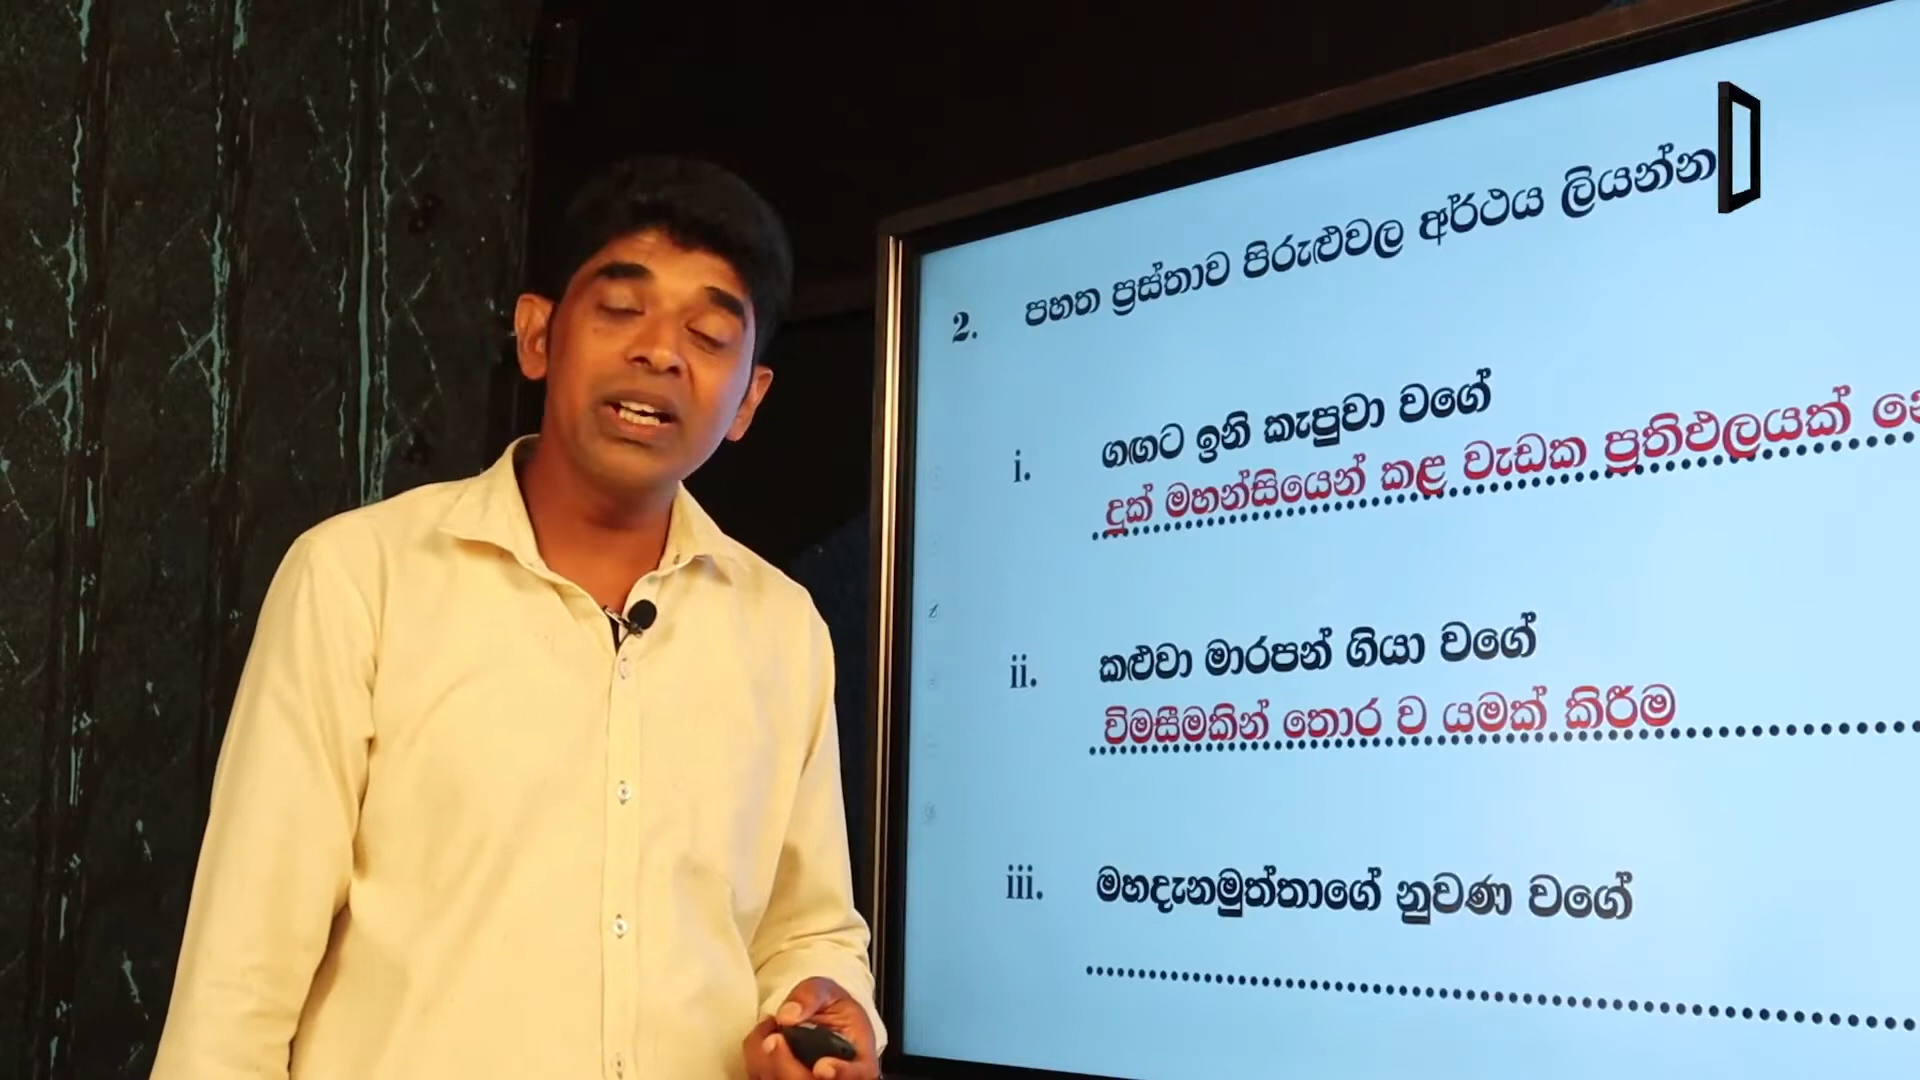 2. පහත ප්‍රස්තාව පිරුළුවල අර්ථය ලියන්න
i. ගඟට ඉනි කැපුවා වගේ
දුක් මහන්සියෙන් කළ වැඩක ප්‍රතිඵලයක්
ii. කළුවා මාරපන් ගියා වගේ
විමසීමකින් තොර ව යමක් කිරීම
iii. මහදැනමුත්තාගේ නුවණ වගේ